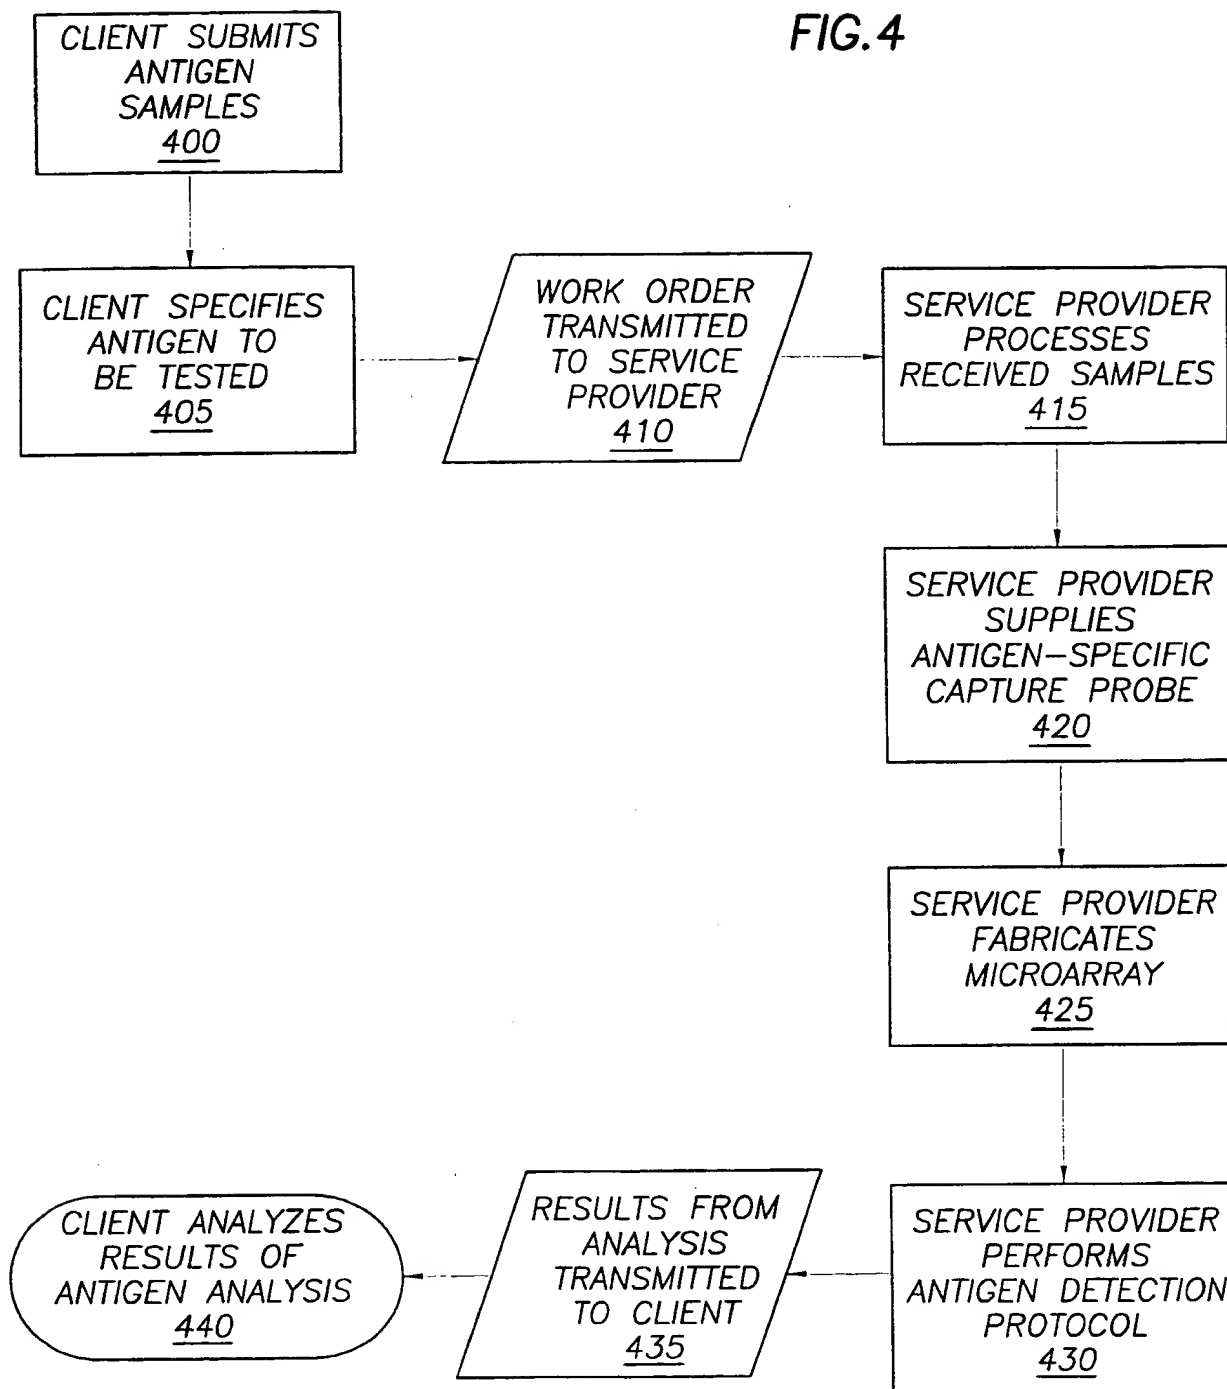 FIG.4
CLIENT SUBMITS
ANTIGEN
SAMPLES
400
CLIENT SPECIFIES
ANTIGEN TO
BE TESTED
405
WORK ORDER
TRANSMITTED
TO SERVICE
PROVIDER
410
SERVICE PROVIDER
PROCESSES
RECEIVED SAMPLES
415
SERVICE PROVIDER
SUPPLIES
ANTIGEN–SPECIFIC
CAPTURE PROBE
420
SERVICE PROVIDER
FABRICATES
MICROARRAY
425
SERVICE PROVIDER
PERFORMS
ANTIGEN DETECTION
PROTOCOL
430
RESULTS FROM
ANALYSIS
TRANSMITTED
TO CLIENT
435
CLIENT ANALYZES
RESULTS OF
ANTIGEN ANALYSIS
440